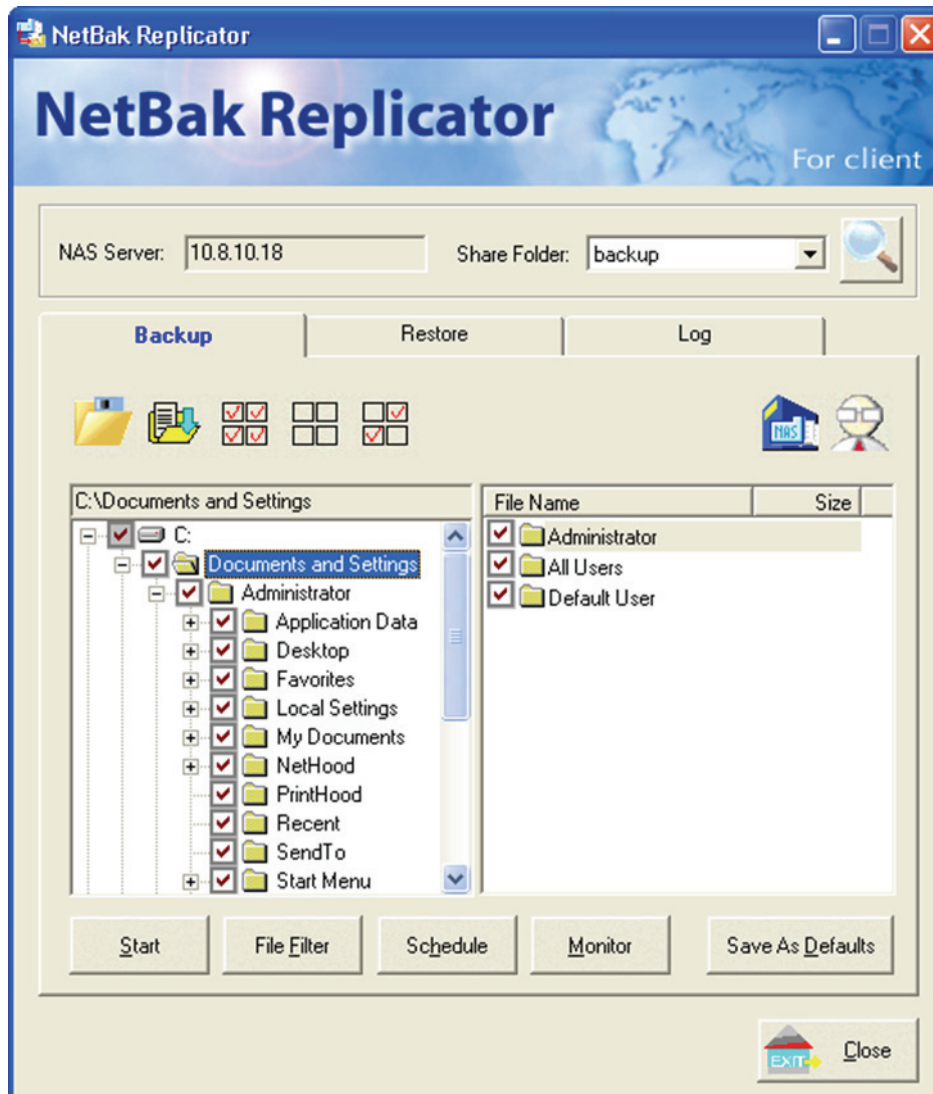 NetBak Replicator
NetBak Replicator
For client
NAS Server: 10.8.10.18 Share Folder: backup
Backup Restore Log
NAS
C:\Documents and Settings
File Name Size
C:
Documents and Settings
Administrator
Application Data
Desktop
Favorites
Local Settings
My Documents
NetHood
PrintHood
Recent
SendTo
Start Menu
Administrator
All Users
Default User
Start File Filter Schedule Monitor Save As Defaults
EXIT Close